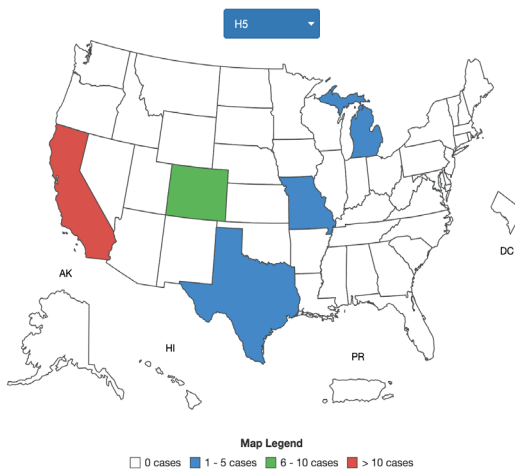 H5
AK
HI
PR
DC
Map Legend
0 cases
1 - 5 cases
6 - 10 cases
> 10 cases